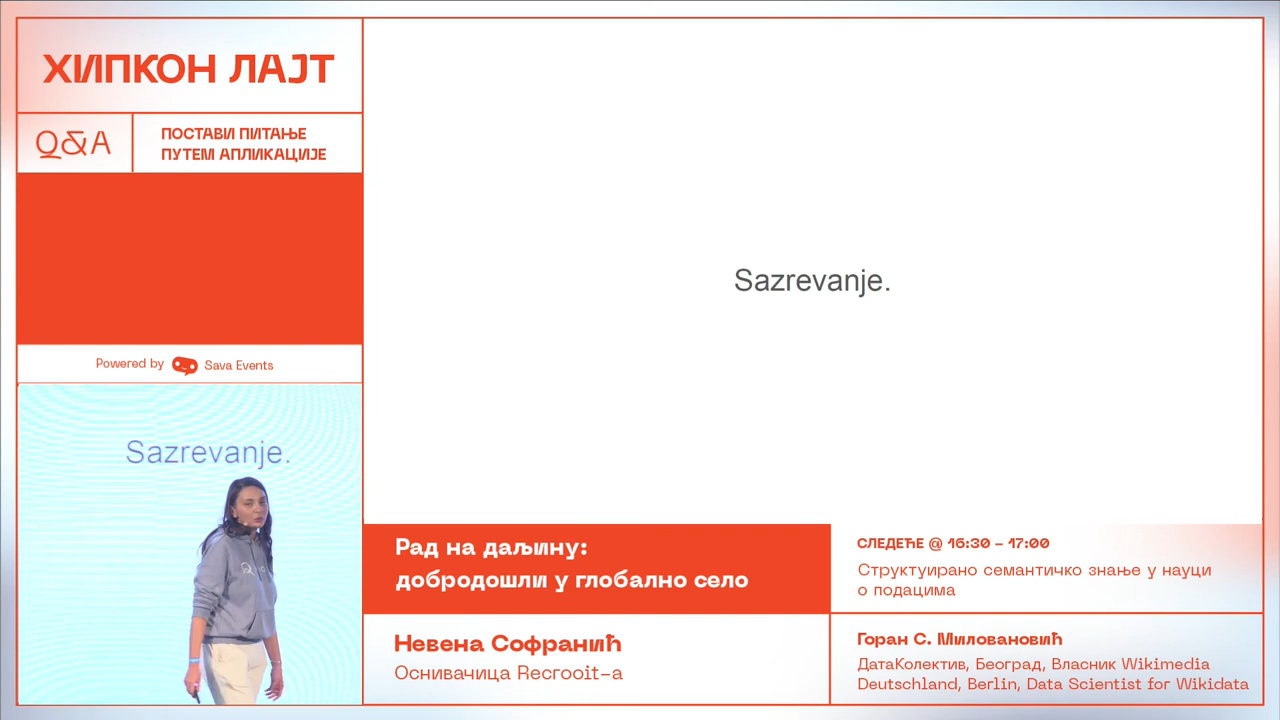 ХИПКОН ЛАЈТ
Q&A
ПОСТАВИ ПИТАЊЕ
ПУТЕМ АПЛИКАЦИЈЕ
Powered by Sava Events
Sazrevanje.
Sazrevanje.
Рад на даљину:
добродошли у глобално село
Невена Софранић
Оснивачица Recrooit-a
СЛЕДЕЋЕ @ 16:30 - 17:00
Структуирано семантичко знање у науци
о подацима
Горан С. Миловановић
ДатаКолектив, Београд, Власник Wikimedia
Deutschland, Berlin, Data Scientist for Wikidata